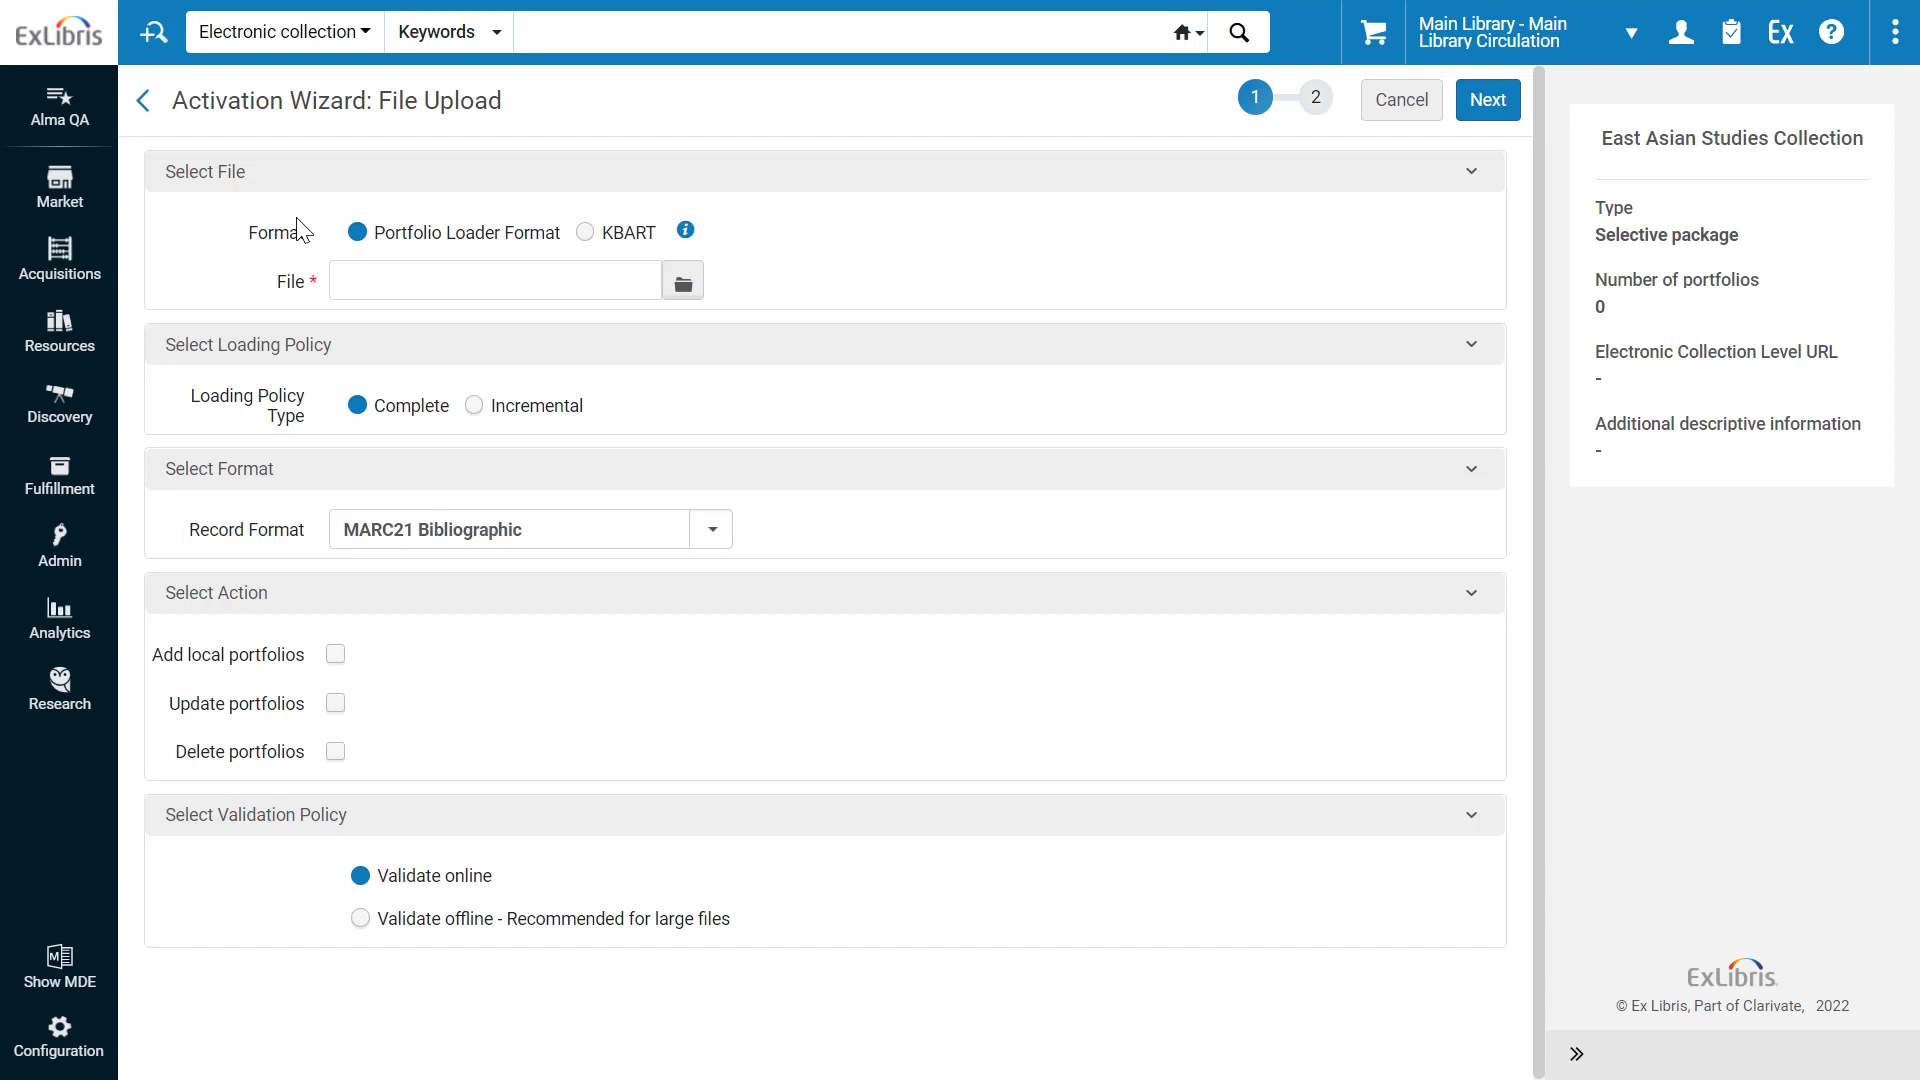 ExLibris
Electronic collection
Keywords
Main Library - Main
Library Circulation
Ex
?
Alma QA
Market
Acquisitions
Resources
Discovery
Fulfillment
Admin
Analytics
Research
Show MDE
Configuration
Activation Wizard: File Upload
1
2
Cancel
Next
Select File
Format
Portfolio Loader Format
KBART
i
File *
Select Loading Policy
Loading Policy
Type
Complete
Incremental
Select Format
Record Format
MARC21 Bibliographic
Select Action
Add local portfolios
Update portfolios
Delete portfolios
Select Validation Policy
Validate online
Validate offline - Recommended for large files
East Asian Studies Collection
Type
Selective package
Number of portfolios
0
Electronic Collection Level URL
-
Additional descriptive information
-
ExLibris
© Ex Libris, Part of Clarivate, 2022